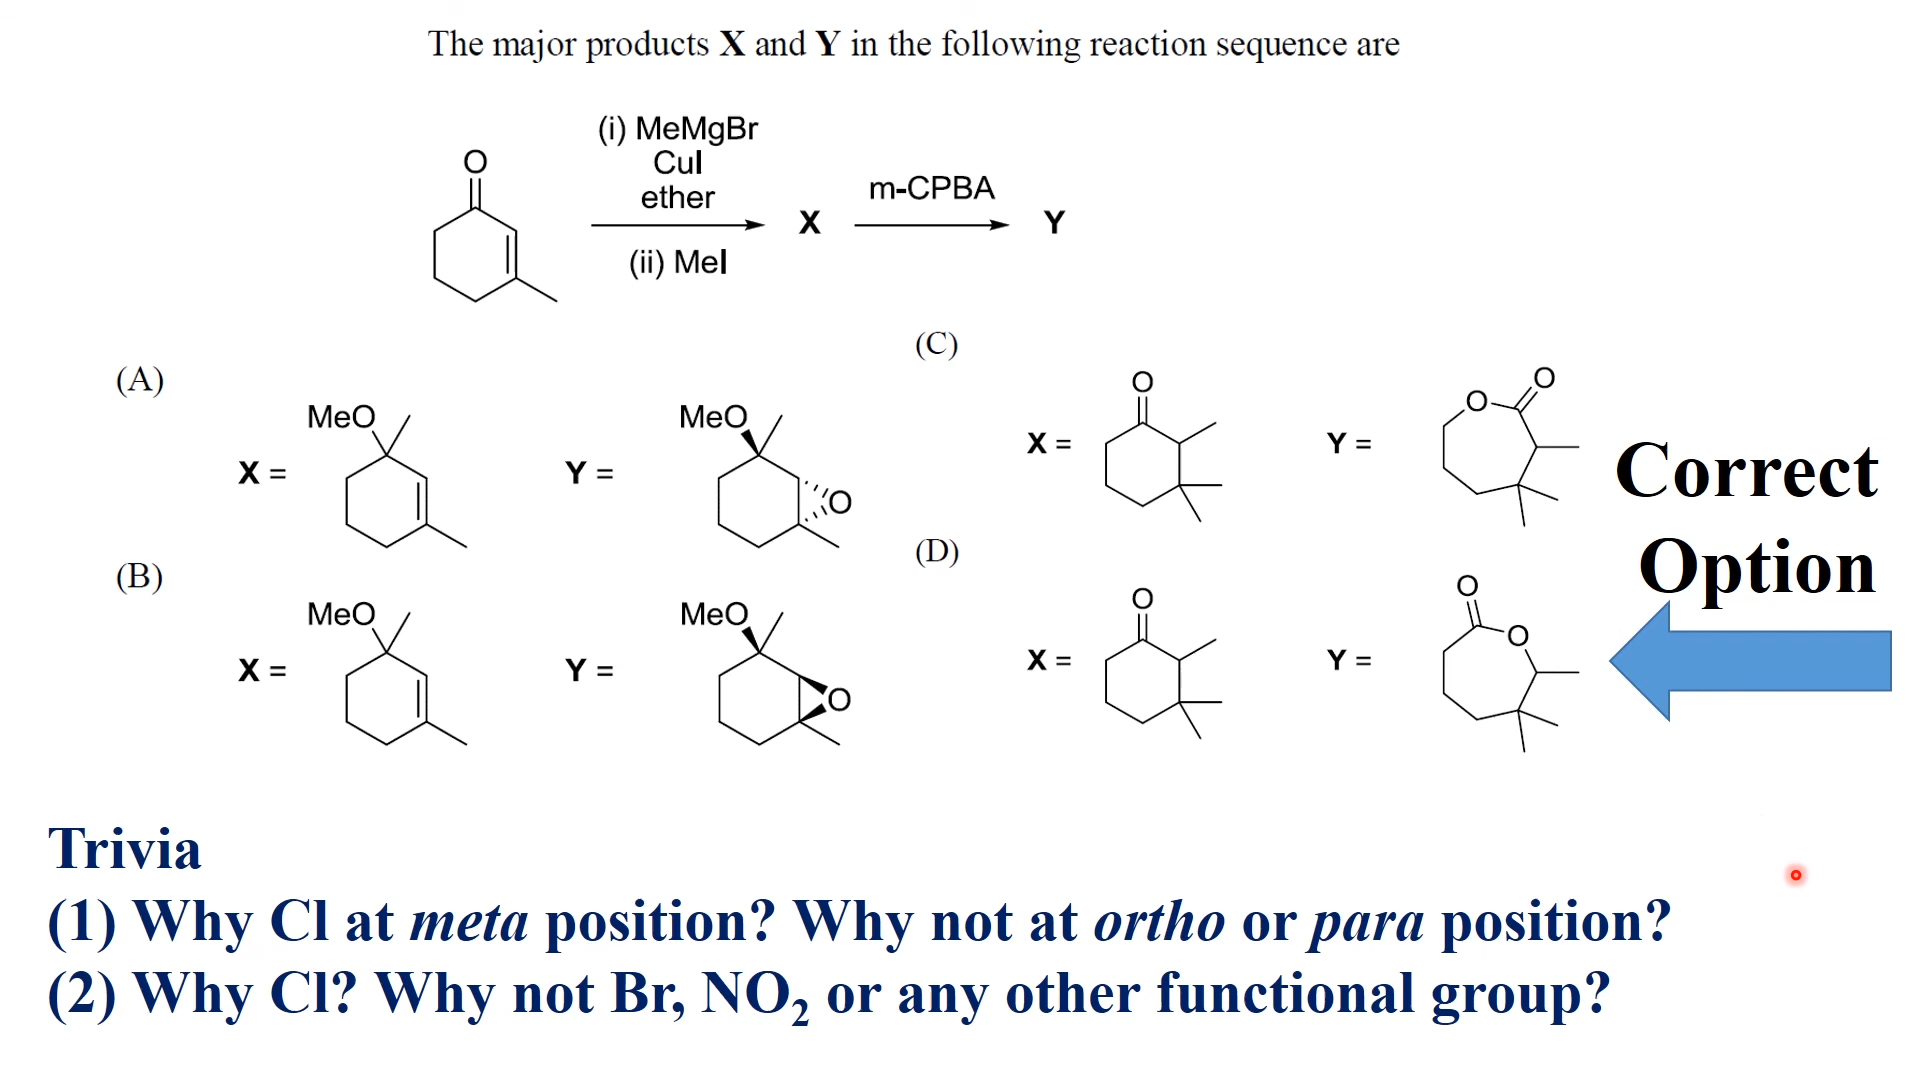 The major products X and Y in the following reaction sequence are
(i) MeMgBr
CuI
ether
(ii) MeI
O
X
m-CPBA
Y
(A)
X =
MeO
Y =
MeO
O
(B)
X =
MeO
Y =
MeO
O
(C)
X =
O
Y =
O
O
(D)
X =
O
Y =
O
O
Correct
Option
Trivia
(1) Why Cl at meta position? Why not at ortho or para position?
(2) Why Cl? Why not Br, NO₂ or any other functional group?